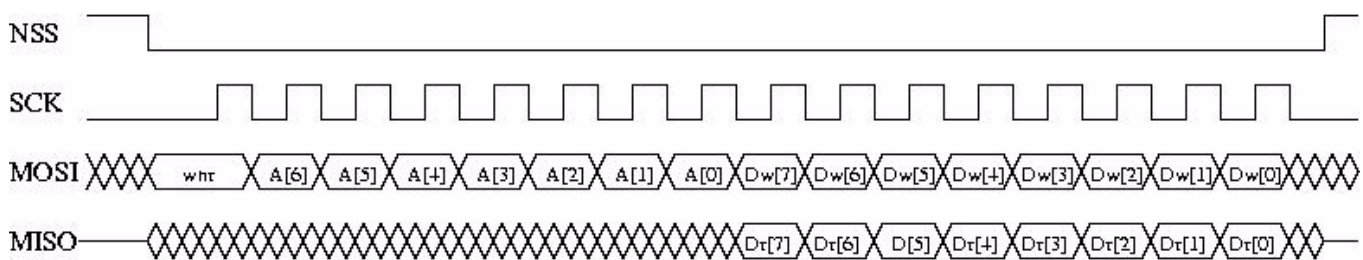 NSS
SCK
MOSI wnr A[6] A[5] A[4] A[3] A[2] A[1] A[0] Dw[7] Dw[6] Dw[5] Dw[4] Dw[3] Dw[2] Dw[1] Dw[0]
MISO Dr[7] Dr[6] D[5] Dr[4] Dr[3] Dr[2] Dr[1] Dr[0]